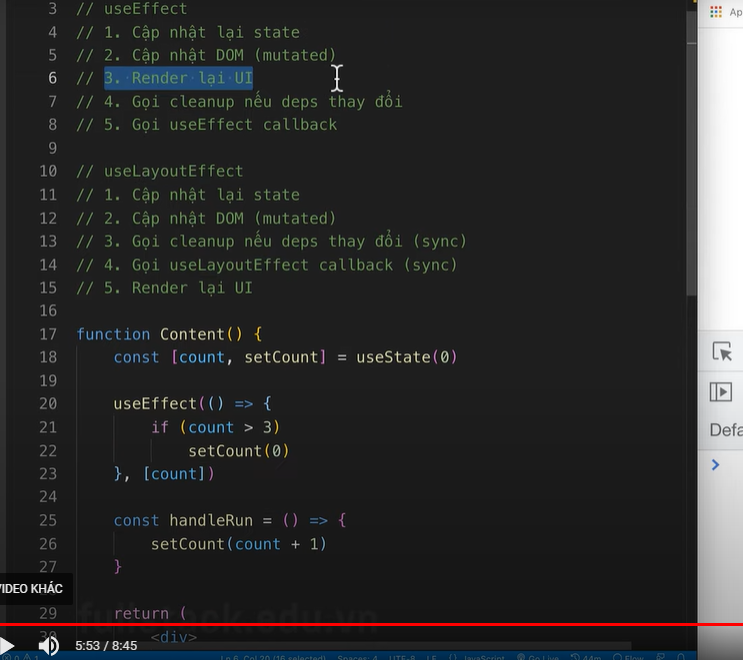 3 // useEffect
4 // 1. Cập nhật lại state
5 // 2. Cập nhật DOM (mutated)
6 // 3. Render lại UI
7 // 4. Gọi cleanup nếu deps thay đổi
8 // 5. Gọi useEffect callback
9
10 // useLayoutEffect
11 // 1. Cập nhật lại state
12 // 2. Cập nhật DOM (mutated)
13 // 3. Gọi cleanup nếu deps thay đổi (sync)
14 // 4. Gọi useLayoutEffect callback (sync)
15 // 5. Render lại UI
16
17 function Content() {
18 const [count, setCount] = useState(0)
19
20 useEffect(() => {
21 if (count > 3)
22 setCount(0)
23 }, [count])
24
25 const handleRun = () => {
26 setCount(count + 1)
27 }
VIDEO KHÁC
29 return (
<div>
5:53 / 8:45
Ap
Defa
Ln 6, Col 20 (16 selected) Spaces: 4 UTF-8 LF {} JavaScript Go Live 44m Flow